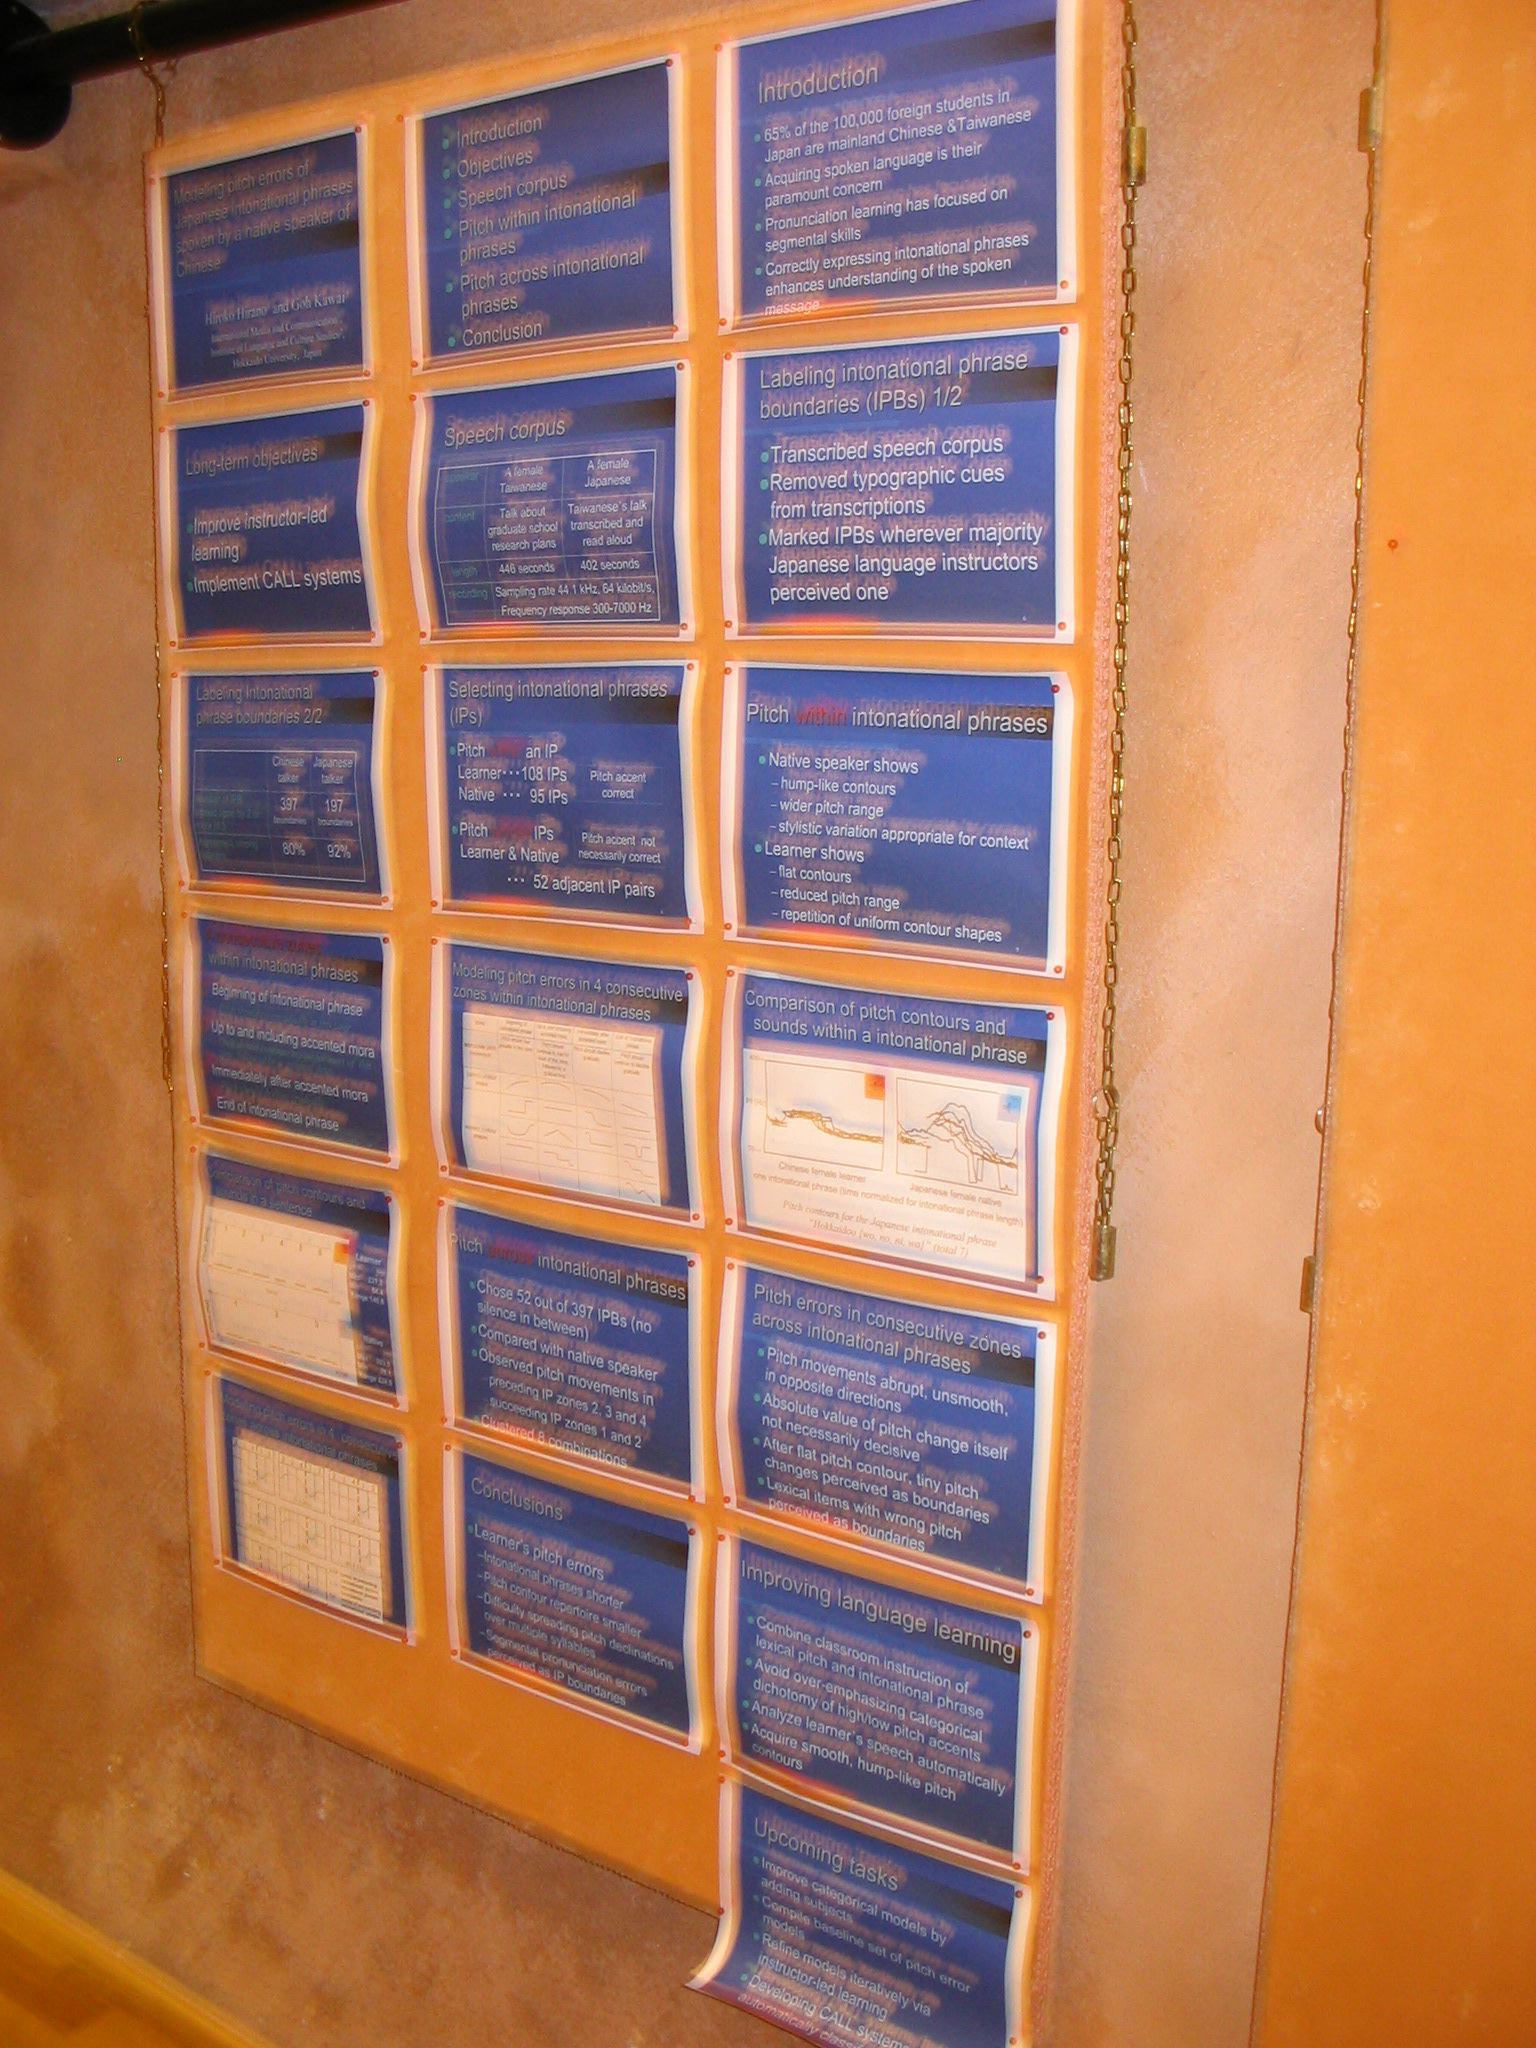 Modeling pitch errors of
Japanese intonational phrases
spoken by a native speaker of
Chinese
Hiroko Hirano and Goh Kawai
International Media and Communication
Institute of Language and Culture Studies
Hokkaido University, Japan
Introduction
Objectives
Speech corpus
Pitch within intonational
phrases
Pitch across intonational
phrases
Conclusion
Introduction
65% of the 100,000 foreign students in
Japan are mainland Chinese &Taiwanese
Acquiring spoken language is their
paramount concern
Pronunciation learning has focused on
segmental skills
Correctly expressing intonational phrases
enhances understanding of the spoken
message
Long-term objectives
Improve instructor-led
learning
Implement CALL systems
Speech corpus
speaker A female Taiwanese A female Japanese
content Talk about graduate school research plans Taiwanese's talk transcribed and read aloud
length 446 seconds 402 seconds
recording Sampling rate 44.1 kHz, 64 kilobit/s,
Frequency response 300-7000 Hz
Labeling intonational phrase
boundaries (IPBs) 1/2
Transcribed speech corpus
Removed typographic cues
from transcriptions
Marked IPBs wherever majority
Japanese language instructors
perceived one
Labeling Intonational
phrase boundaries 2/2
Chinese talker Japanese talker
397 boundaries 197 boundaries
80% 92%
Selecting intonational phrases
(IPs)
Pitch an IP
Learner···108 IPs
Native ··· 95 IPs
Pitch accent
correct
Pitch IPs
Learner & Native
Pitch accent not
necessarily correct
··· 52 adjacent IP pairs
Pitch within intonational phrases
Native speaker shows
– hump-like contours
– wider pitch range
– stylistic variation appropriate for context
Learner shows
– flat contours
– reduced pitch range
– repetition of uniform contour shapes
within intonational phrases
Beginning of intonational phrase
Up to and including accented mora
Immediately after accented mora
End of intonational phrase
Modeling pitch errors in 4 consecutive
zones within intonational phrases
Comparison of pitch contours and
sounds within a intonational phrase
Chinese female learner
Japanese female native
one intonational phrase (time normalized for intonational phrase length)
Pitch contours for the Japanese intonational phrase
"Hokkaidou [wo, no, ni, wa]" (total 7)
Comparison of pitch contours and
sounds in a sentence
Learner
Native
Pitch across intonational phrases
Chose 52 out of 397 IPBs (no
silence in between)
Compared with native speaker
Observed pitch movements in
preceding IP zones 2, 3 and 4
succeeding IP zones 1 and 2
Clustered 8 combinations
Pitch errors in consecutive zones
across intonational phrases
Pitch movements abrupt, unsmooth,
in opposite directions
Absolute value of pitch change itself
not necessarily decisive
After flat pitch contour, tiny pitch
changes perceived as boundaries
Lexical items with wrong pitch
perceived as boundaries
Modeling pitch errors in 4 consecutive
zones across intonational phrases
Conclusions
Learner's pitch errors
–Intonational phrases shorter
–Pitch contour repertoire smaller
–Difficulty spreading pitch declinations
over multiple syllables
–Segmental pronunciation errors
perceived as IP boundaries
Improving language learning
Combine classroom instruction of
lexical pitch and intonational phrase
Avoid over-emphasizing categorical
dichotomy of high/low pitch accents
Analyze learner's speech automatically
Acquire smooth, hump-like pitch
contours
Upcoming tasks
Improve categorical models by
adding subjects
Compile baseline set of pitch error
models
Refine models iteratively via
instructor-led learning
Developing CALL systems
automatically